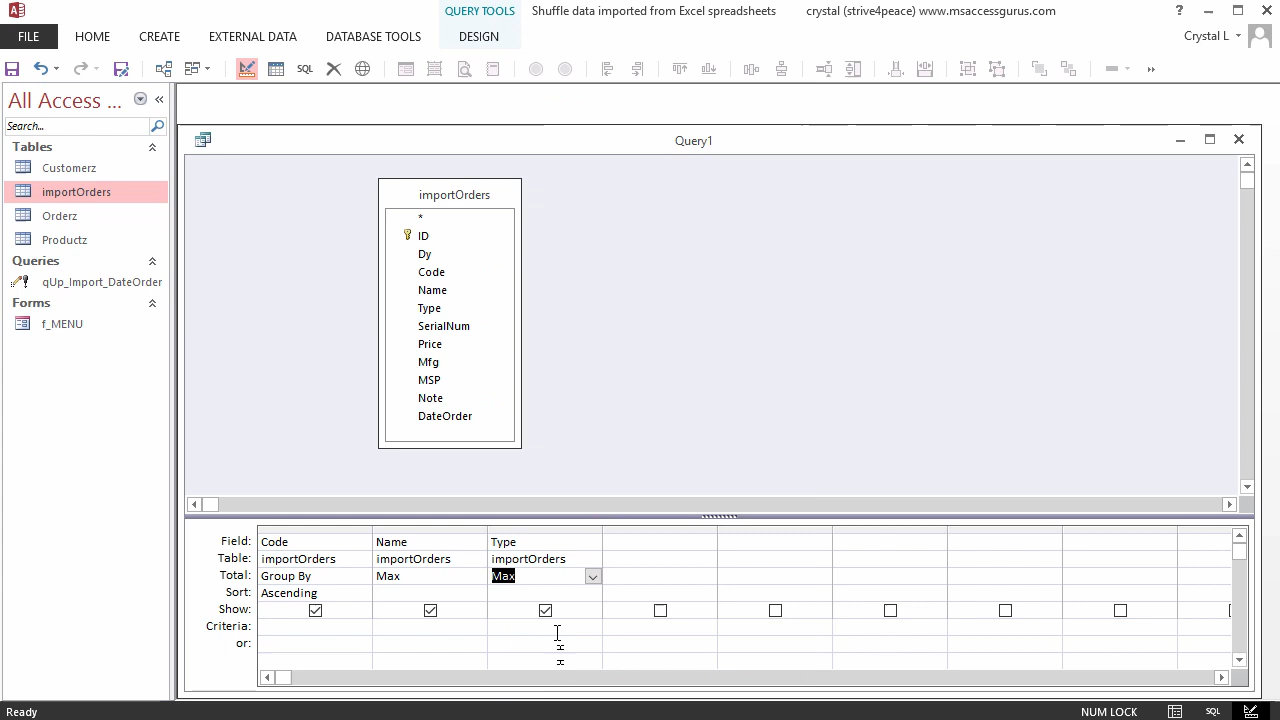 QUERY TOOLS
Shuffle data imported from Excel spreadsheets
crystal (strive4peace) www.msaccessgurus.com
?
FILE
HOME
CREATE
EXTERNAL DATA
DATABASE TOOLS
DESIGN
Crystal L
SQL
All Access ...
«
Search...
Tables
Customerz
importOrders
Orderz
Productz
Queries
qUp_Import_DateOrder
Forms
f_MENU
Query1
importOrders
*
ID
Dy
Code
Name
Type
SerialNum
Price
Mfg
MSP
Note
DateOrder
Field: Code Name Type
Table: importOrders importOrders importOrders
Total: Group By Max Max
Sort: Ascending
Show:
Criteria:
or:
Ready
NUM LOCK
SQL